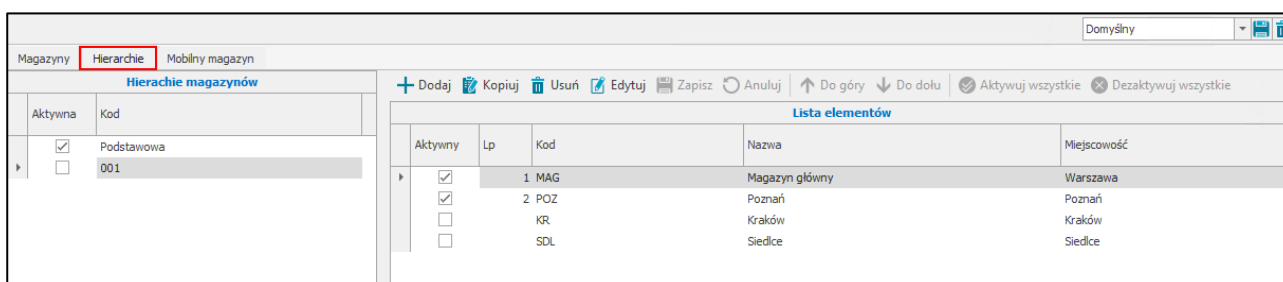 Domyślny
Magazyny Hierarchie Mobilny magazyn
Hierachie magazynów
Aktywna Kod
Podstawowa
001
Dodaj Kopiuj Usuń Edytuj Zapisz Anuluj Do góry Do dołu Aktywuj wszystkie Dezaktywuj wszystkie
Lista elementów
Aktywny Lp Kod Nazwa Miejscowość
1 MAG Magazyn główny Warszawa
2 POZ Poznań Poznań
KR Kraków Kraków
SDL Siedlce Siedlce